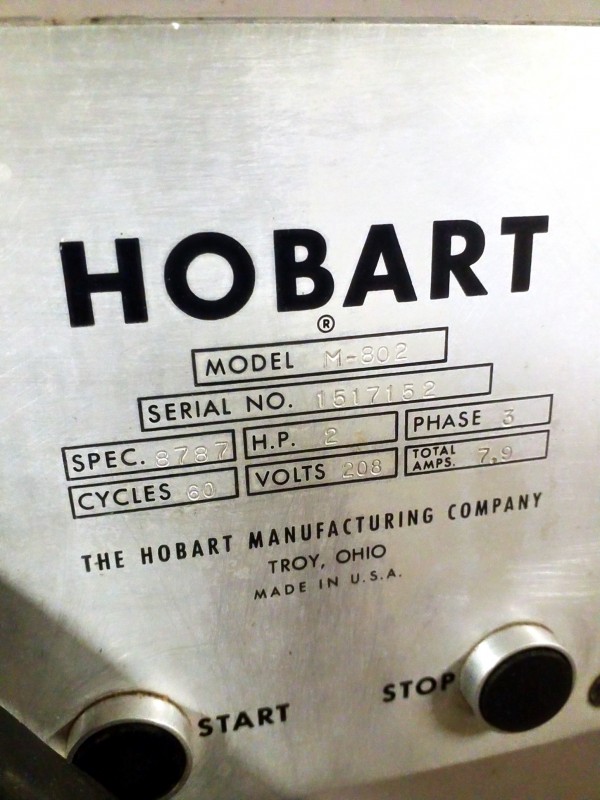 HOBART
®
MODEL M-802
SERIAL NO. 1517152
SPEC. 8787 H.P. 2 PHASE 3
CYCLES 60 VOLTS 208 TOTAL AMPS. 7.9
THE HOBART MANUFACTURING COMPANY
TROY, OHIO
MADE IN U.S.A.
START STOP